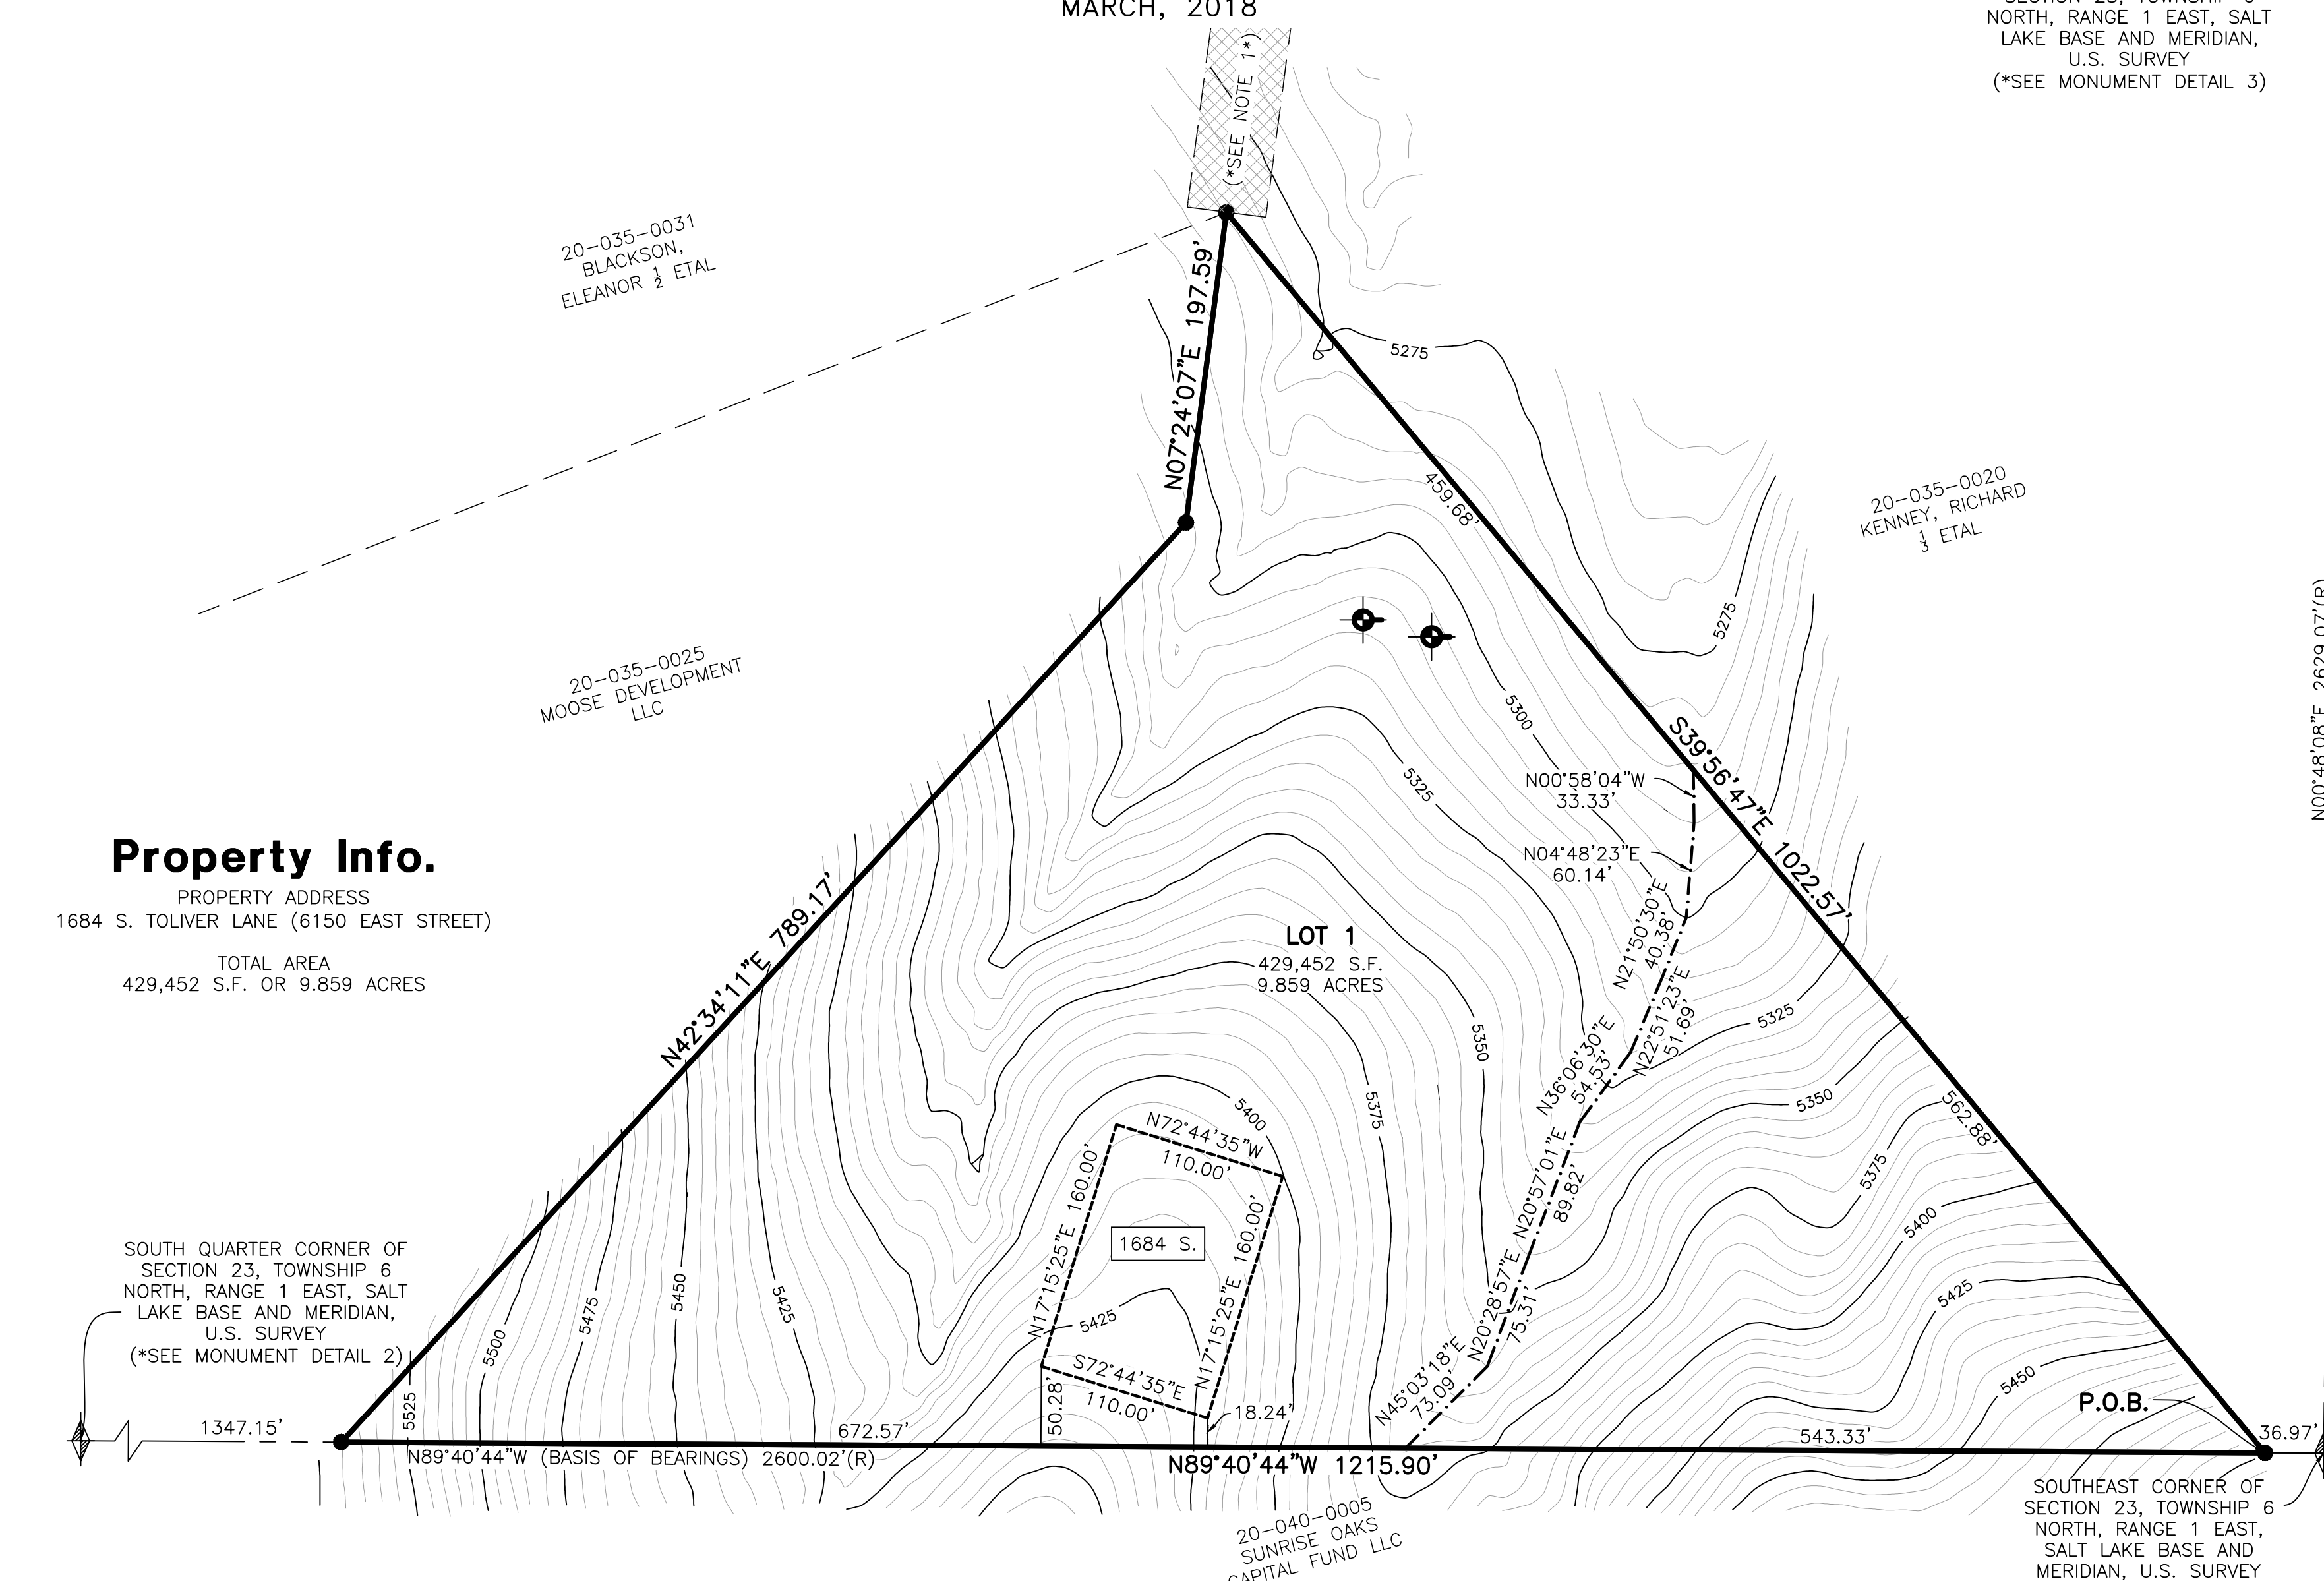 MARCH, 2018
NORTH, RANGE 1 EAST, SALT
LAKE BASE AND MERIDIAN,
U.S. SURVEY
(*SEE MONUMENT DETAIL 3)
(*SEE NOTE 1*)
20-035-0031
BLACKSON,
ELEANOR 1/2 ETAL
N07°24'07"E 197.59'
5275
459.68'
20-035-0020
KENNEY, RICHARD
1/3 ETAL
5275
N00°48'08"E 2629.07'(R)
20-035-0025
MOOSE DEVELOPMENT
LLC
5300
5325
S39°56'47"E 1022.57'
N00°58'04"W
33.33'
N04°48'23"E
60.14'
Property Info.
PROPERTY ADDRESS
1684 S. TOLIVER LANE (6150 EAST STREET)
TOTAL AREA
429,452 S.F. OR 9.859 ACRES
N42°34'11"E 789.17'
LOT 1
429,452 S.F.
9.859 ACRES
N21°50'30"E
40.38'
N22°51'23"E
51.69'
N36°06'30"E
54.53'
5325
5350
5350
5375
5375
5400
5400
562.88'
N72°44'35"W
110.00'
N17°15'25"E 160.00'
1684 S.
N17°15'25"E 160.00'
N20°57'01"E
89.82'
N20°28'57"E
75.31'
N45°03'18"E
73.09'
5425
S72°44'35"E
110.00'
50.28'
18.24'
SOUTH QUARTER CORNER OF
SECTION 23, TOWNSHIP 6
NORTH, RANGE 1 EAST, SALT
LAKE BASE AND MERIDIAN,
U.S. SURVEY
(*SEE MONUMENT DETAIL 2)
5525
5500
5475
5450
5425
5425
5450
P.O.B.
1347.15'
672.57'
543.33'
36.97'
N89°40'44"W (BASIS OF BEARINGS) 2600.02'(R)
N89°40'44"W 1215.90'
20-040-0005
SUNRISE OAKS
CAPITAL FUND LLC
SOUTHEAST CORNER OF
SECTION 23, TOWNSHIP 6
NORTH, RANGE 1 EAST,
SALT LAKE BASE AND
MERIDIAN, U.S. SURVEY